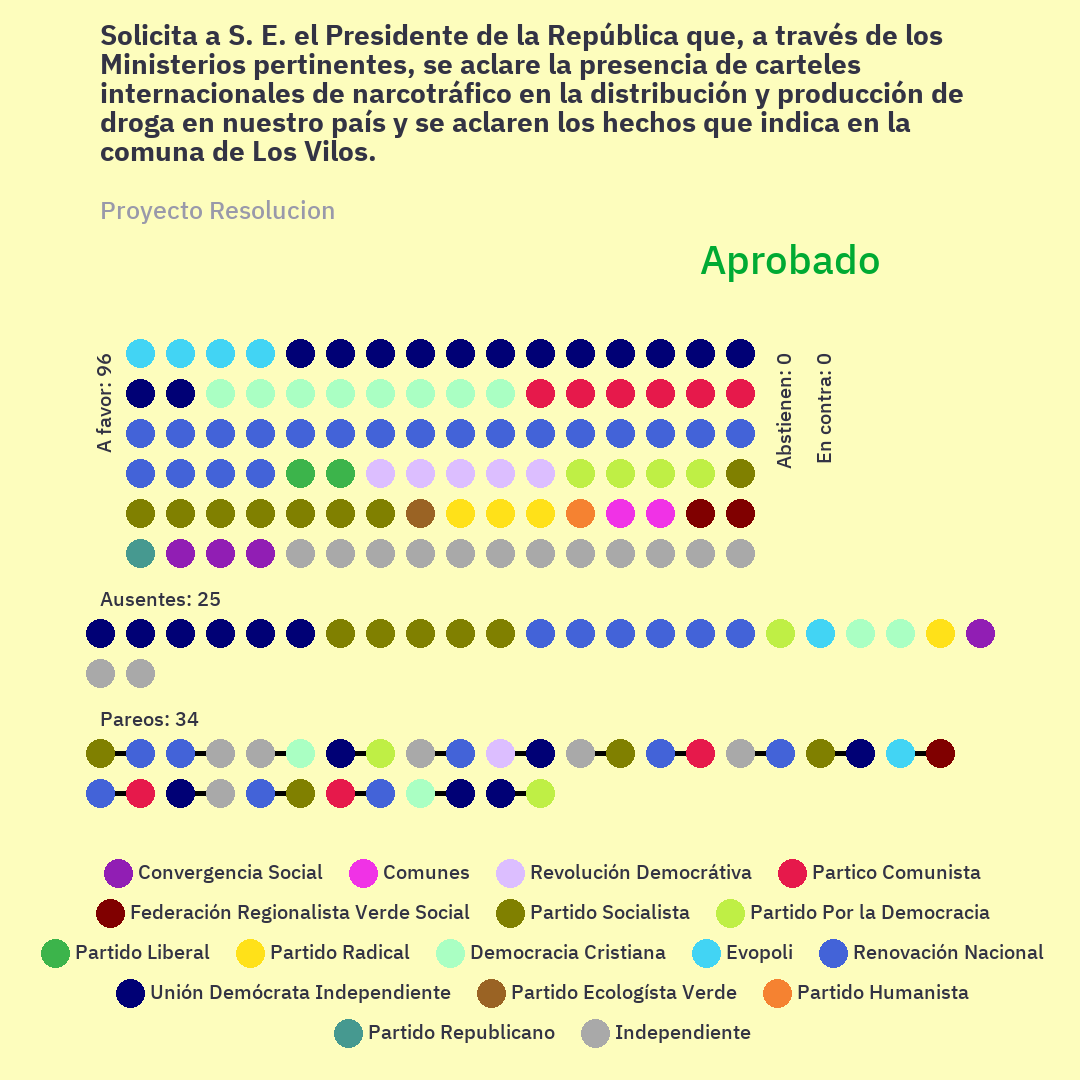 Solicita a S. E. el Presidente de la República que, a través de los
Ministerios pertinentes, se aclare la presencia de carteles
internacionales de narcotráfico en la distribución y producción de
droga en nuestro país y se aclaren los hechos que indica en la
comuna de Los Vilos.
Proyecto Resolucion
Aprobado
A favor: 96
Abstienen: 0
En contra: 0
Ausentes: 25
Pareos: 34
Convergencia Social
Comunes
Revolución Democrátiva
Partico Comunista
Federación Regionalista Verde Social
Partido Socialista
Partido Por la Democracia
Partido Liberal
Partido Radical
Democracia Cristiana
Evopoli
Renovación Nacional
Unión Demócrata Independiente
Partido Ecologísta Verde
Partido Humanista
Partido Republicano
Independiente